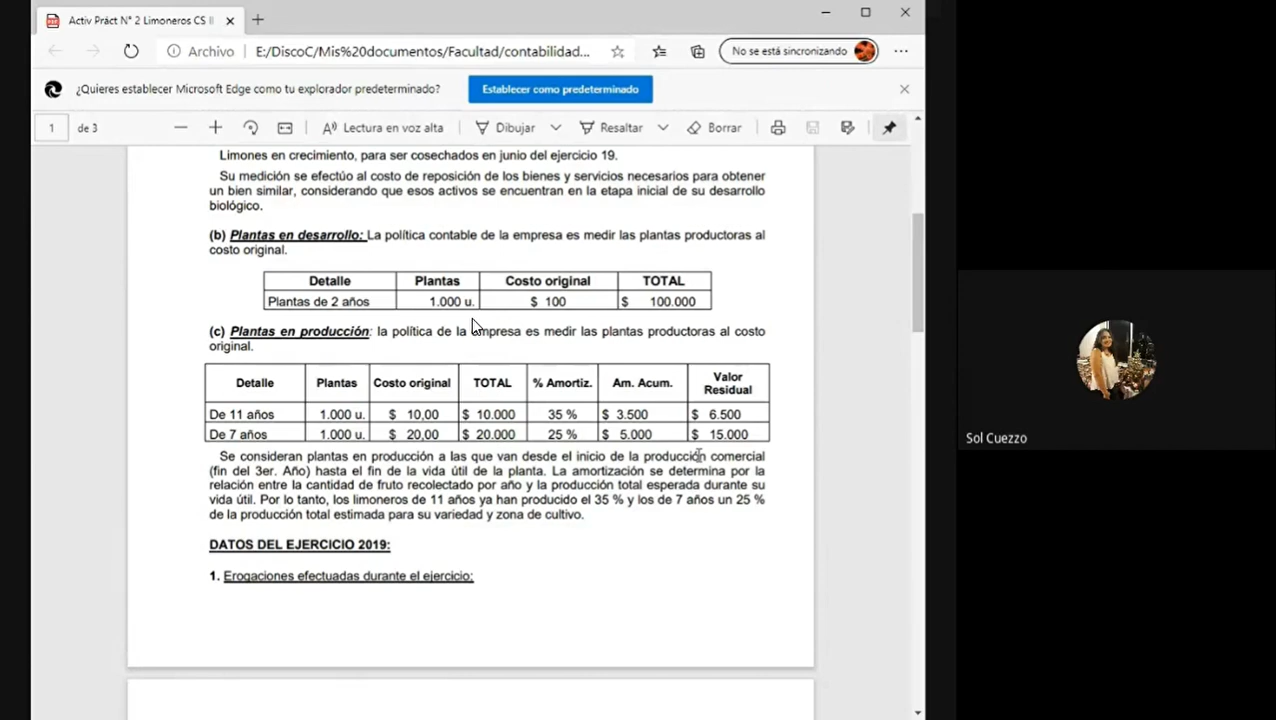 Activ Práct N° 2 Limoneros CS II
Archivo
E:/DiscoC/Mis%20documentos/Facultad/contabilidad...
No se está sincronizando
¿Quieres establecer Microsoft Edge como tu explorador predeterminado?
Establecer como predeterminado
1 de 3
Lectura en voz alta
Dibujar
Resaltar
Borrar
Limones en crecimiento, para ser cosechados en junio del ejercicio 19.
Su medición se efectúo al costo de reposición de los bienes y servicios necesarios para obtener
un bien similar, considerando que esos activos se encuentran en la etapa inicial de su desarrollo
biológico.
(b) Plantas en desarrollo: La política contable de la empresa es medir las plantas productoras al
costo original.
Detalle Plantas Costo original TOTAL
Plantas de 2 años 1.000 u. $ 100 $ 100.000
(c) Plantas en producción: la política de la empresa es medir las plantas productoras al costo
original.
Detalle Plantas Costo original TOTAL % Amortiz. Am. Acum. Valor
Residual
De 11 años 1.000 u. $ 10,00 $ 10.000 35 % $ 3.500 $ 6.500
De 7 años 1.000 u. $ 20,00 $ 20.000 25 % $ 5.000 $ 15.000
Se consideran plantas en producción a las que van desde el inicio de la producción comercial
(fin del 3er. Año) hasta el fin de la vida útil de la planta. La amortización se determina por la
relación entre la cantidad de fruto recolectado por año y la producción total esperada durante su
vida útil. Por lo tanto, los limoneros de 11 años ya han producido el 35 % y los de 7 años un 25 %
de la producción total estimada para su variedad y zona de cultivo.
DATOS DEL EJERCICIO 2019:
1. Erogaciones efectuadas durante el ejercicio:
Sol Cuezzo